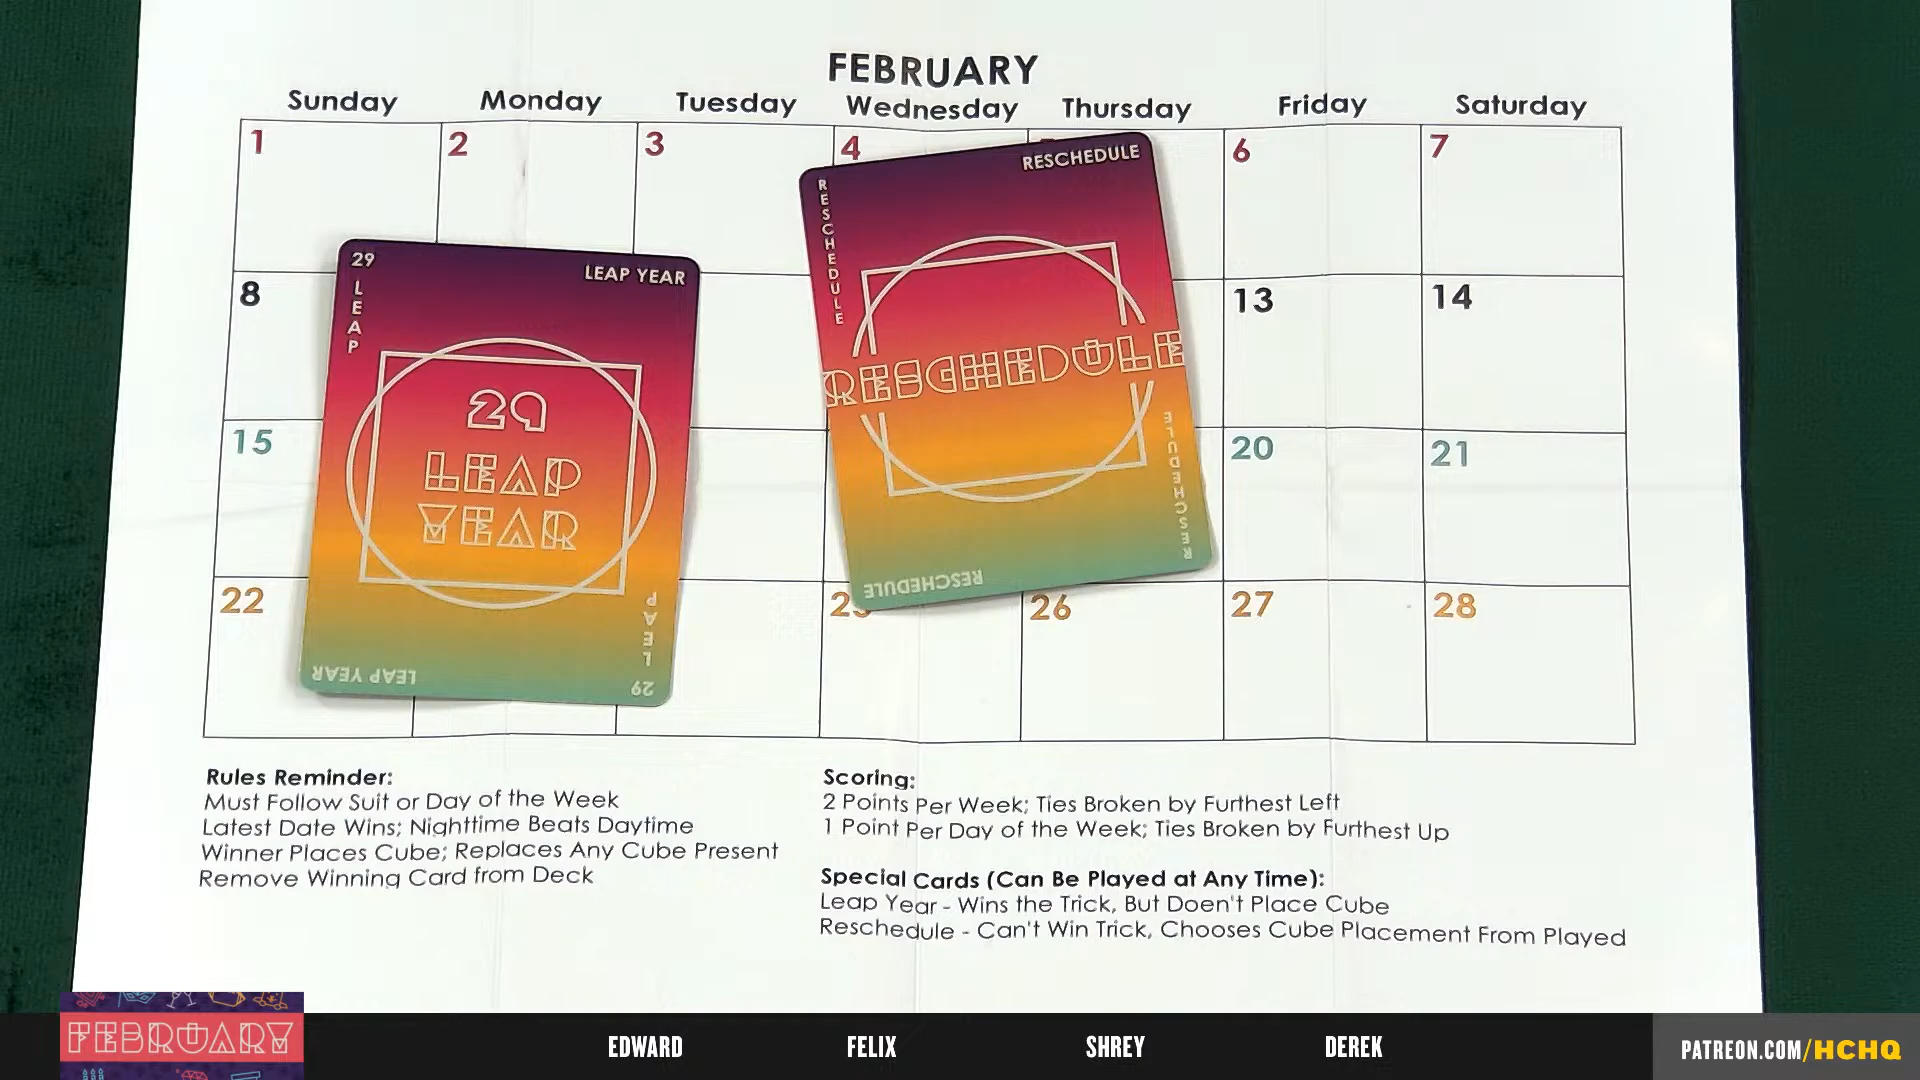 FEBRUARY
Sunday Monday Tuesday Wednesday Thursday Friday Saturday
1 2 3 4 6 7
RESCHEDULE
RESCHEDULE
29 LEAP YEAR
LEAP
8 13 14
RESCHEDULE
29
LEAP
YEAR
15 20 21
RESCHEDULE
RESCHEDULE
22 26 27 28
LEAP
LEAP YEAR 29
Rules Reminder:
Must Follow Suit or Day of the Week
Latest Date Wins; Nighttime Beats Daytime
Winner Places Cube; Replaces Any Cube Present
Remove Winning Card from Deck
Scoring:
2 Points Per Week; Ties Broken by Furthest Left
1 Point Per Day of the Week; Ties Broken by Furthest Up
Special Cards (Can Be Played at Any Time):
Leap Year - Wins the Trick, But Doen't Place Cube
Reschedule - Can't Win Trick, Chooses Cube Placement From Played
FEBRUARY
EDWARD FELIX SHREY DEREK
PATREON.COM/HCHQ